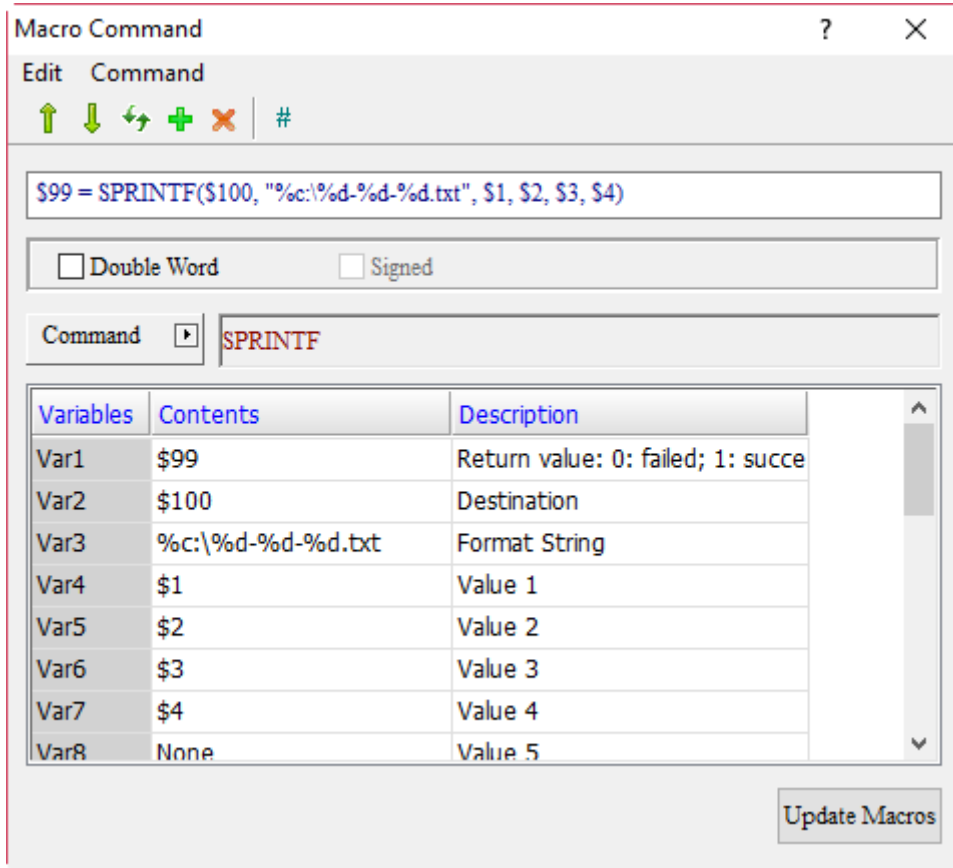 Macro Command ?
Edit Command
#
$99 = SPRINTF($100, "%c:\%d-%d-%d.txt", $1, $2, $3, $4)
Double Word Signed
Command SPRINTF
Variables Contents Description
Var1 $99 Return value: 0: failed; 1: succe
Var2 $100 Destination
Var3 %c:\%d-%d-%d.txt Format String
Var4 $1 Value 1
Var5 $2 Value 2
Var6 $3 Value 3
Var7 $4 Value 4
Var8 None Value 5
Update Macros